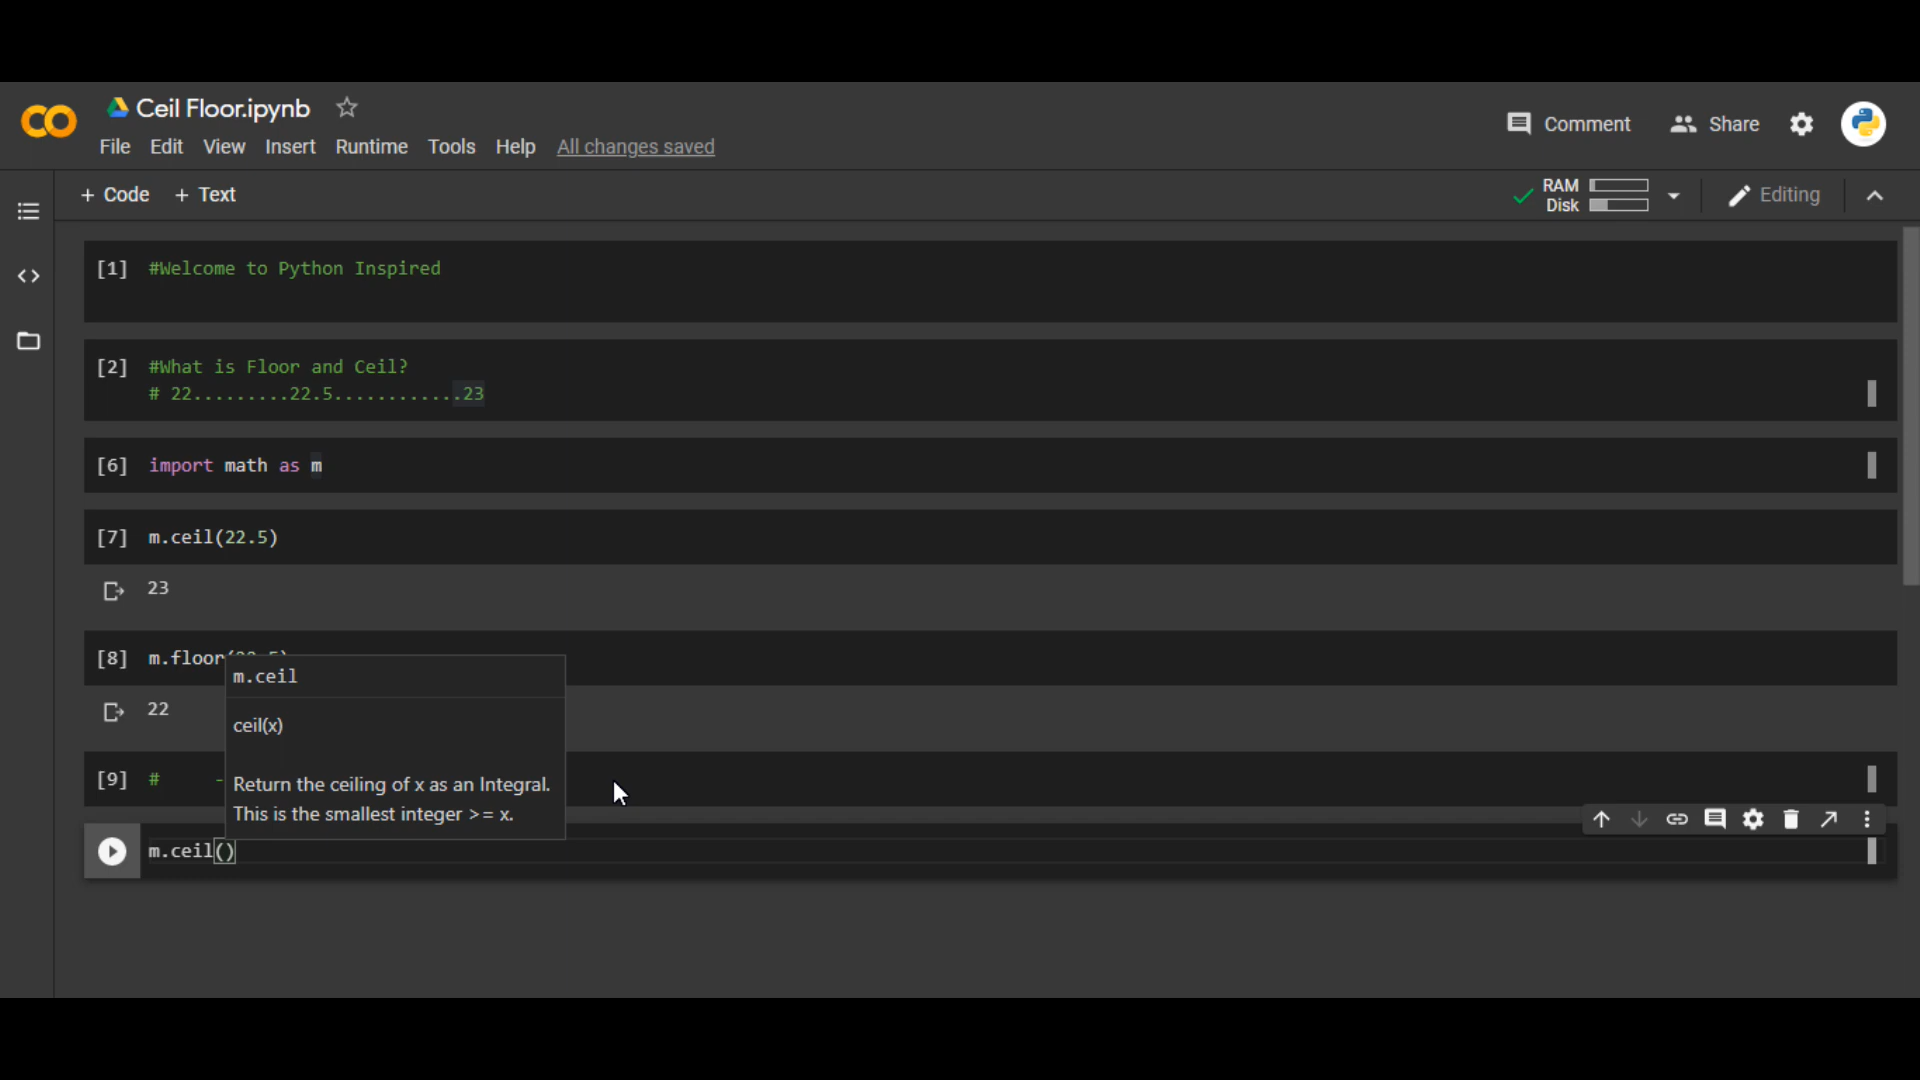 Ceil Floor.ipynb
File Edit View Insert Runtime Tools Help All changes saved
Comment Share
+ Code + Text
RAM
Disk
Editing
[1] #Welcome to Python Inspired
[2] #What is Floor and Ceil?
# 22.........22.5............23
[6] import math as m
[7] m.ceil(22.5)
23
[8] m.floor
22
m.ceil
ceil(x)
Return the ceiling of x as an Integral.
This is the smallest integer >= x.
[9] # -
m.ceil()